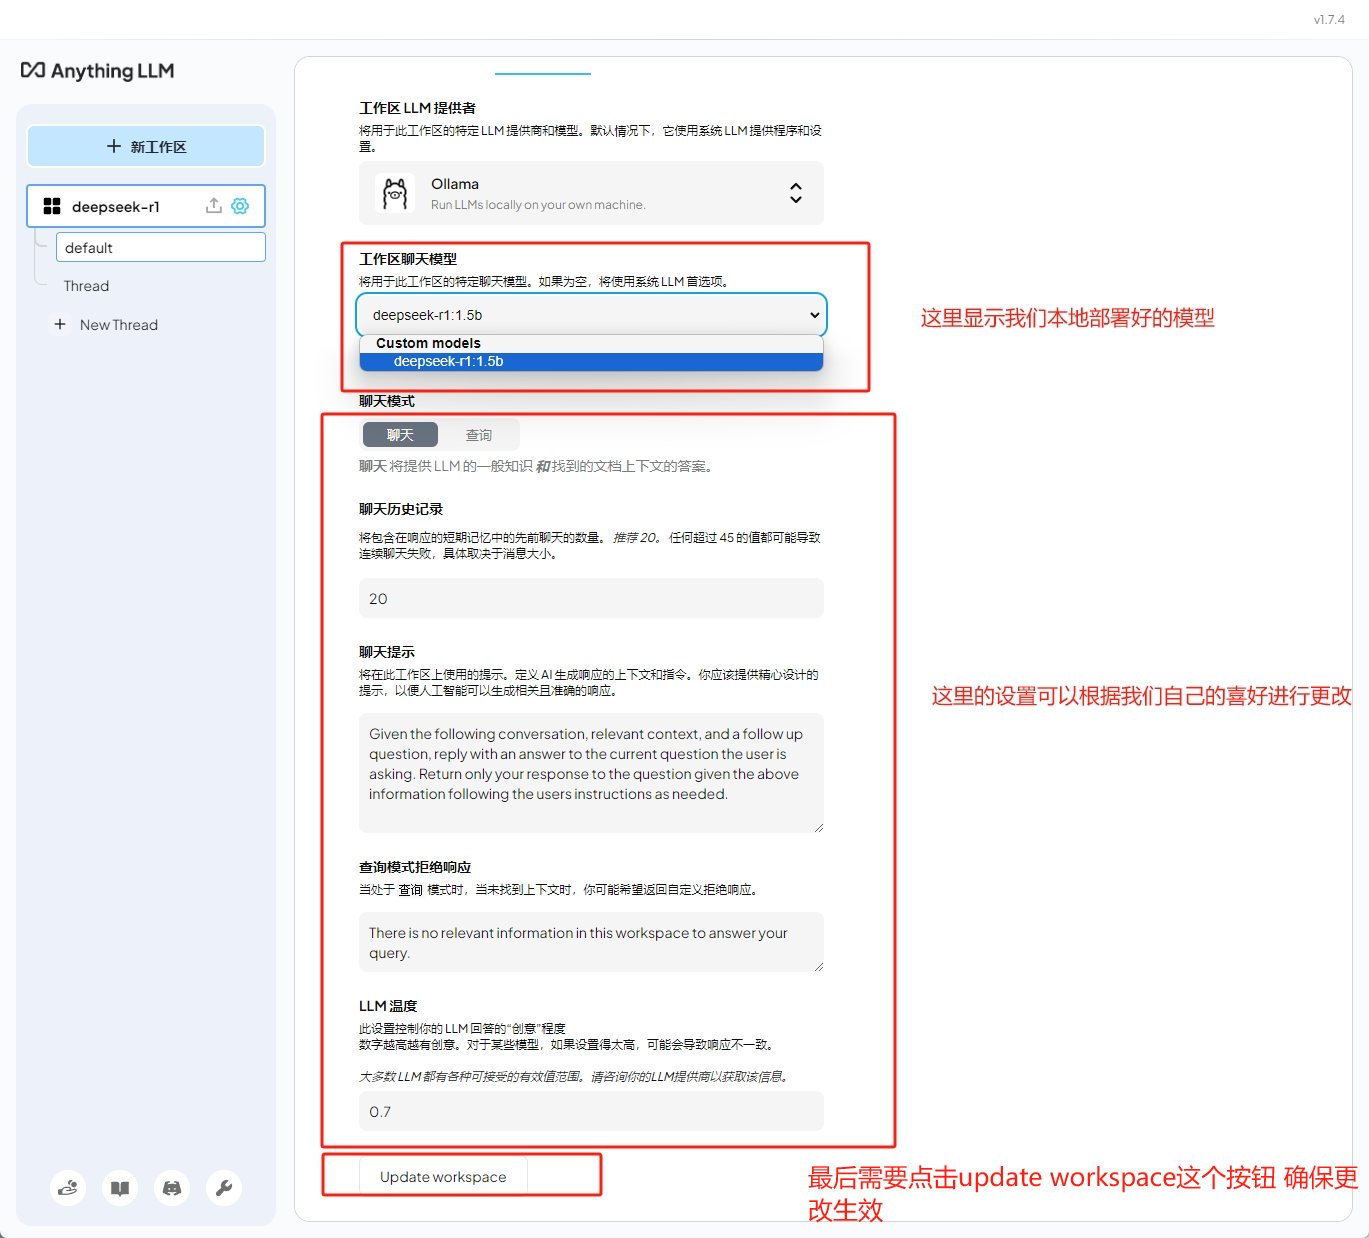 v1.7.4
Anything LLM
新工作区
deepseek-r1
default
Thread
New Thread
工作区 LLM 提供者
将用于此工作区的特定 LLM 提供商和模型。默认情况下，它使用系统 LLM 提供程序和设
置。
Ollama
Run LLMs locally on your own machine.
工作区聊天模型
将用于此工作区的特定聊天模型。如果为空，将使用系统 LLM 首选项。
deepseek-r1:1.5b
Custom models
deepseek-r1:1.5b
这里显示我们本地部署好的模型
聊天模式
聊天 查询
聊天 将提供 LLM 的一般知识 和 找到的文档上下文的答案。
聊天历史记录
将包含在响应的短期记忆中的先前聊天的数量。 推荐 20。 任何超过 45 的值都可能导致
连续聊天失败，具体取决于消息大小。
20
聊天提示
将在此工作区上使用的提示。定义 AI 生成响应的上下文和指令。你应该提供精心设计的
提示，以便人工智能可以生成相关且准确的响应。
这里的设置可以根据我们自己的喜好进行更改
Given the following conversation, relevant context, and a follow up
question, reply with an answer to the current question the user is
asking. Return only your response to the question given the above
information following the users instructions as needed.
查询模式拒绝响应
当处于 查询 模式时，当未找到上下文时，你可能希望返回自定义拒绝响应。
There is no relevant information in this workspace to answer your
query.
LLM 温度
此设置控制你的 LLM 回答的“创意”程度
数字越高越有创意。对于某些模型，如果设置得太高，可能会导致响应不一致。
大多数 LLM 都有各种可接受的有效值范围。请咨询你的LLM提供商以获取该信息。
0.7
Update workspace
最后需要点击update workspace这个按钮 确保更
改生效